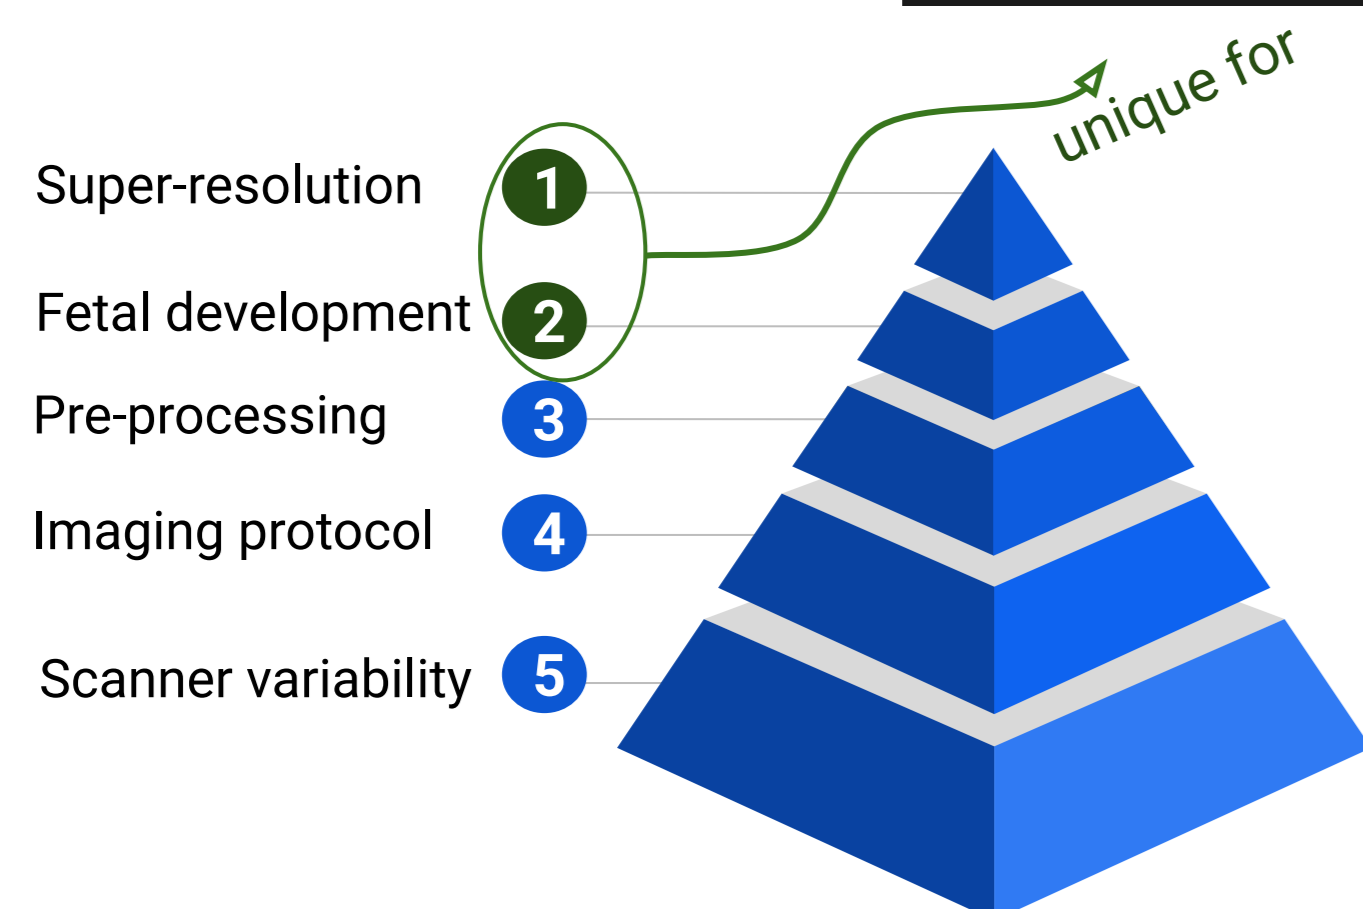 unique for
Super-resolution 1
Fetal development 2
Pre-processing 3
Imaging protocol 4
Scanner variability 5